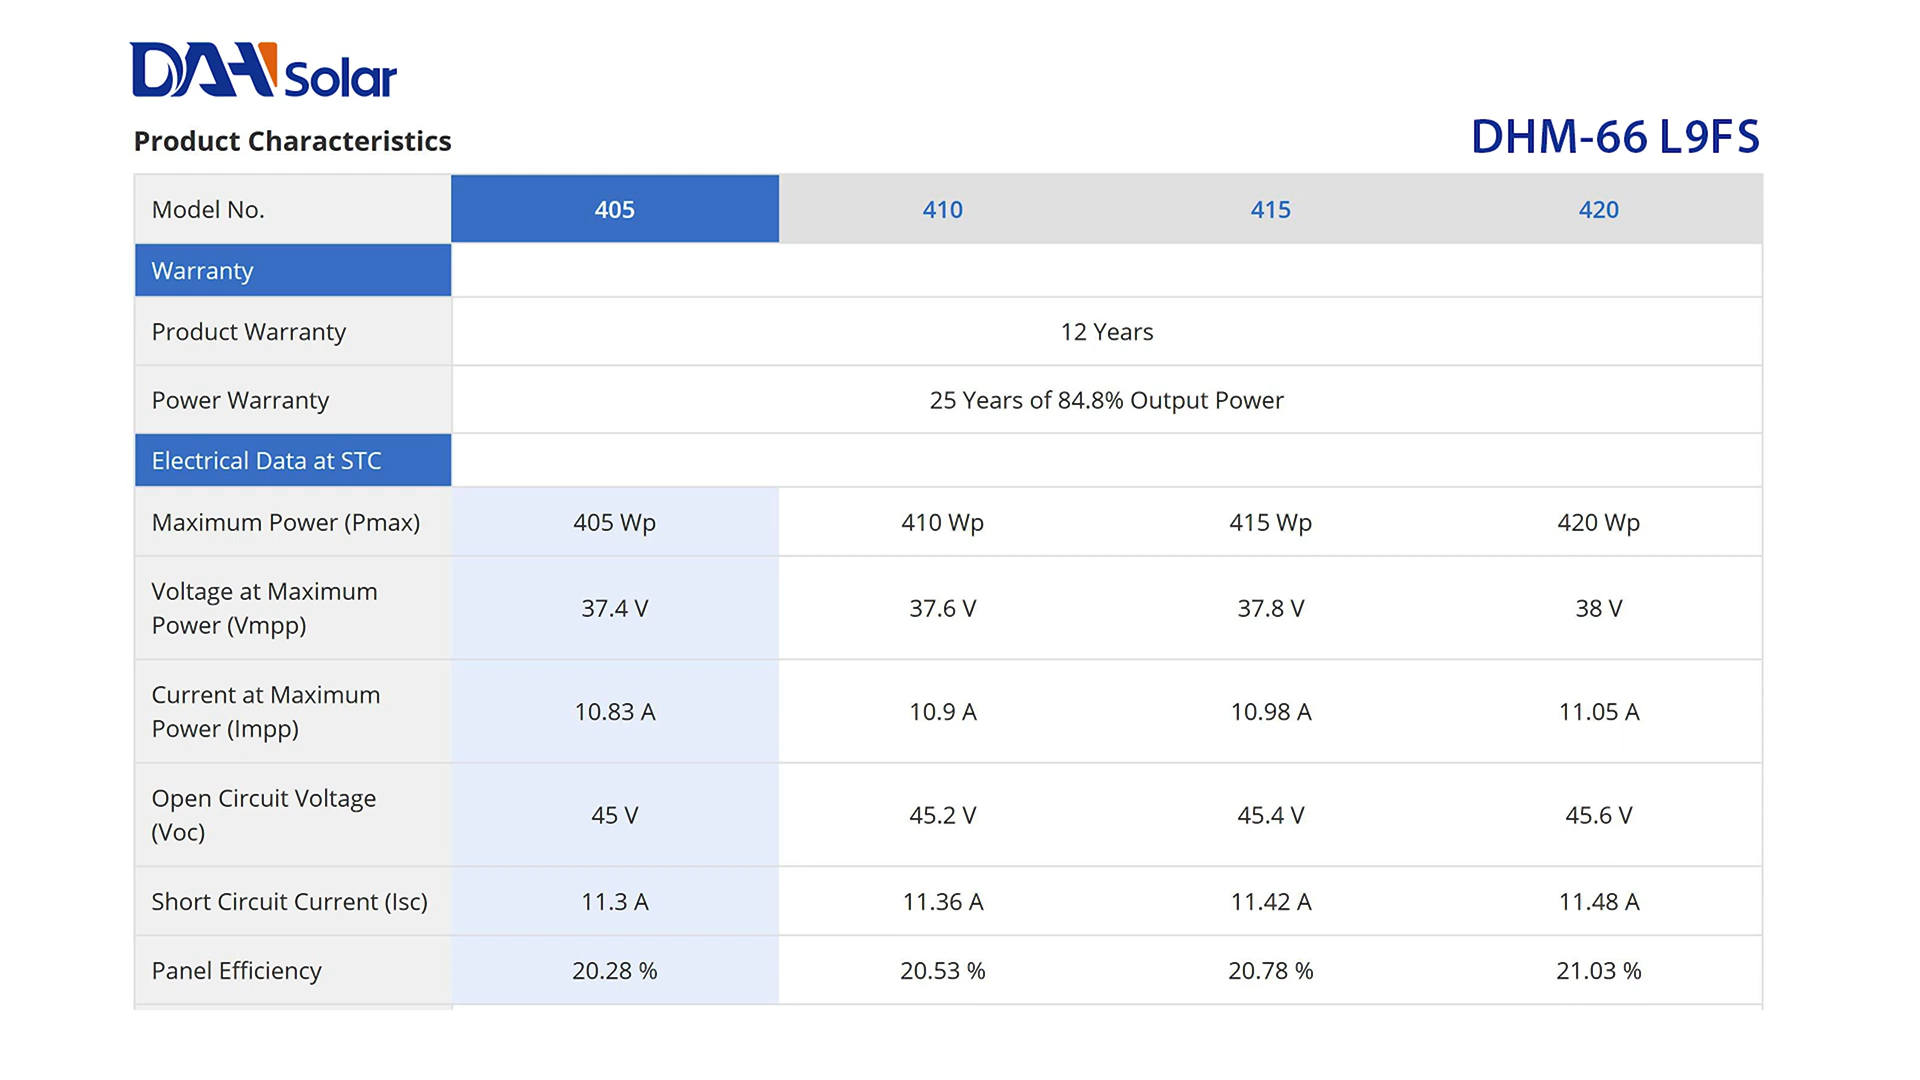 DAH Solar
Product Characteristics
DHM-66 L9FS
Model No. 405 410 415 420
Warranty
Product Warranty 12 Years
Power Warranty 25 Years of 84.8% Output Power
Electrical Data at STC
Maximum Power (Pmax) 405 Wp 410 Wp 415 Wp 420 Wp
Voltage at Maximum
Power (Vmpp) 37.4 V 37.6 V 37.8 V 38 V
Current at Maximum
Power (Impp) 10.83 A 10.9 A 10.98 A 11.05 A
Open Circuit Voltage
(Voc) 45 V 45.2 V 45.4 V 45.6 V
Short Circuit Current (Isc) 11.3 A 11.36 A 11.42 A 11.48 A
Panel Efficiency 20.28 % 20.53 % 20.78 % 21.03 %